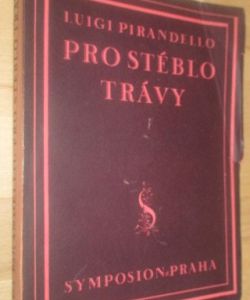 LUIGI PIRANDELLO
PRO STÉBLO
TRÁVY
S
SYMPOSION PRAHA